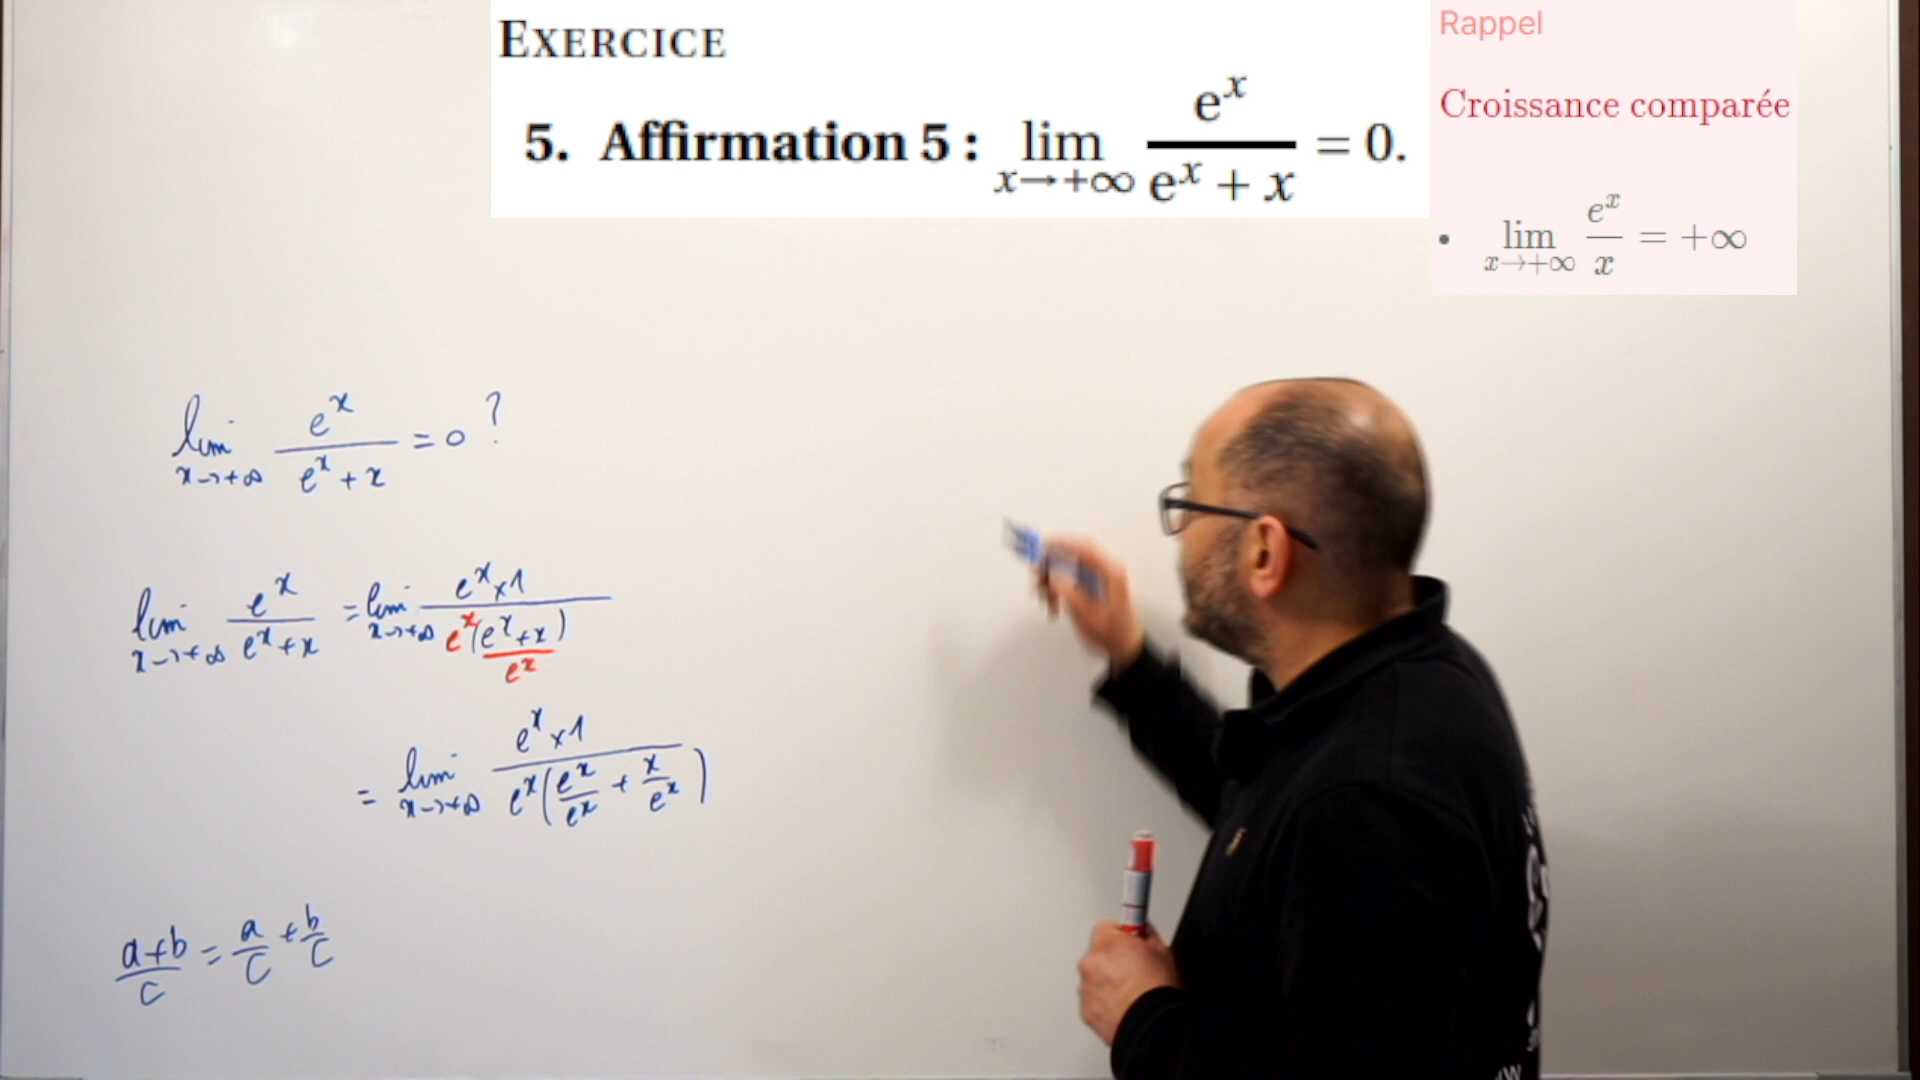 EXERCICE
5. Affirmation 5 : lim x→+∞ e^x / (e^x + x) = 0.
Rappel
Croissance comparée
• lim x→+∞ e^x / x = +∞
lim x→+∞ e^x / (e^x + x) = 0 ?
lim x→+∞ e^x / (e^x + x) = lim x→+∞ (e^x × 1) / (e^x ((e^x + x) / e^x))
= lim x→+∞ (e^x × 1) / (e^x (e^x / e^x + x / e^x))
(a+b) / c = a / c + b / c